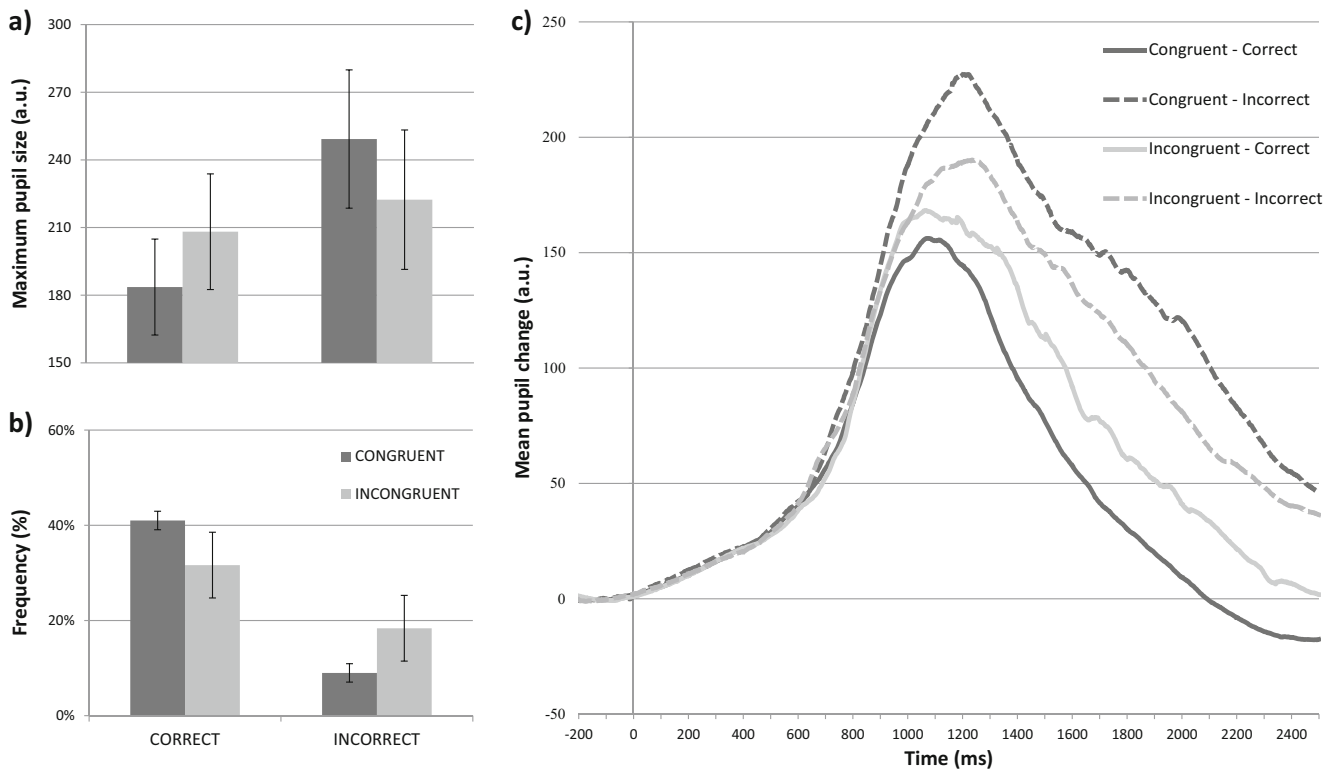 a)
Maximum pupil size (a.u.)
300
270
240
210
180
150
b)
Frequency (%)
60%
40%
20%
0%
CONGRUENT
INCONGRUENT
CORRECT INCORRECT
c)
Mean pupil change (a.u.)
250
200
150
100
50
0
-50
Congruent - Correct
Congruent - Incorrect
Incongruent - Correct
Incongruent - Incorrect
-200 0 200 400 600 800 1000 1200 1400 1600 1800 2000 2200 2400
Time (ms)